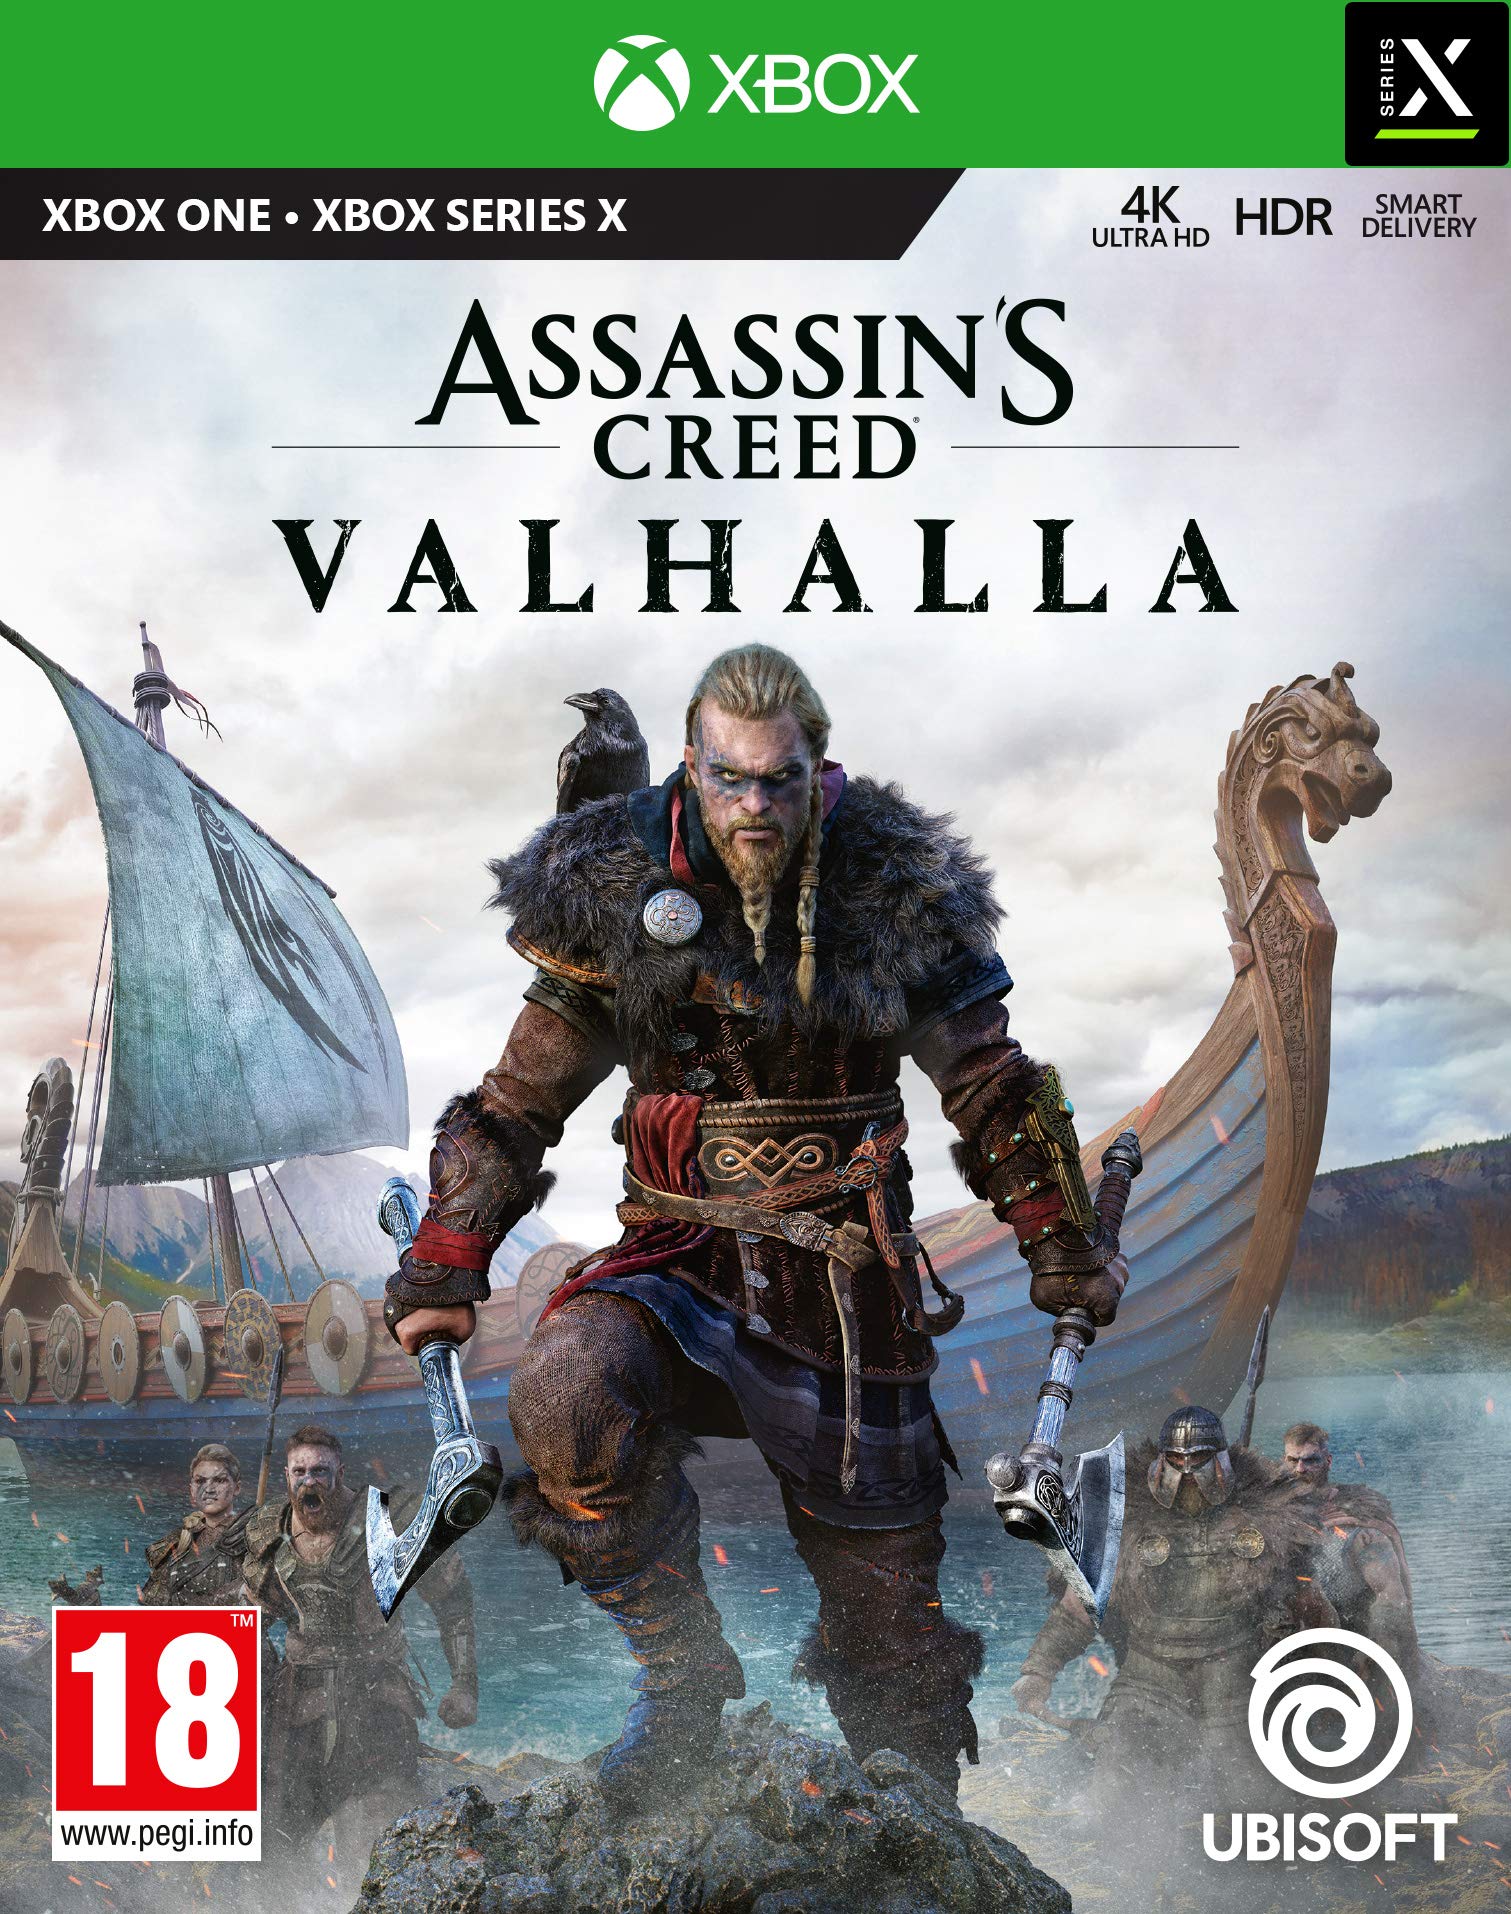 XBOX
SERIES X
XBOX ONE • XBOX SERIES X
4K
ULTRA HD
HDR
SMART
DELIVERY
ASSASSIN'S
CREED®
VALHALLA
18™
www.pegi.info
UBISOFT